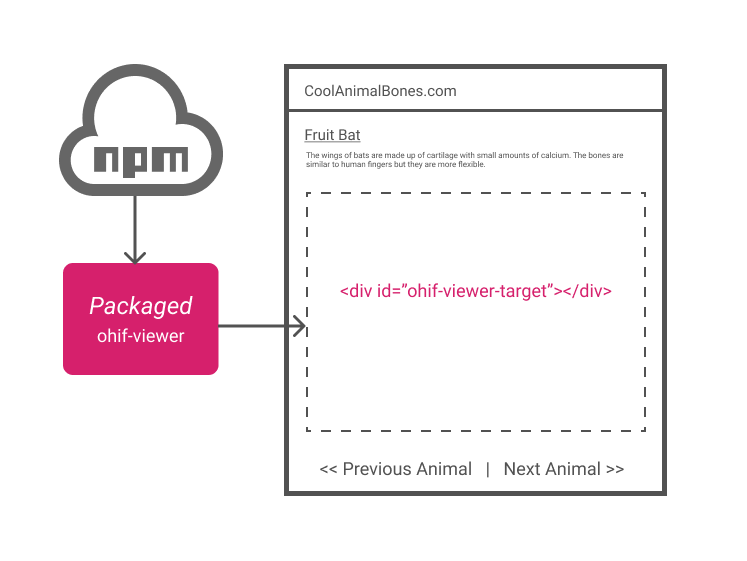 npm
Packaged
ohif-viewer
CoolAnimalBones.com
Fruit Bat
The wings of bats are made up of cartilage with small amounts of calcium. The bones are
similar to human fingers but they are more flexible.
<div id=”ohif-viewer-target”></div>
<< Previous Animal | Next Animal >>